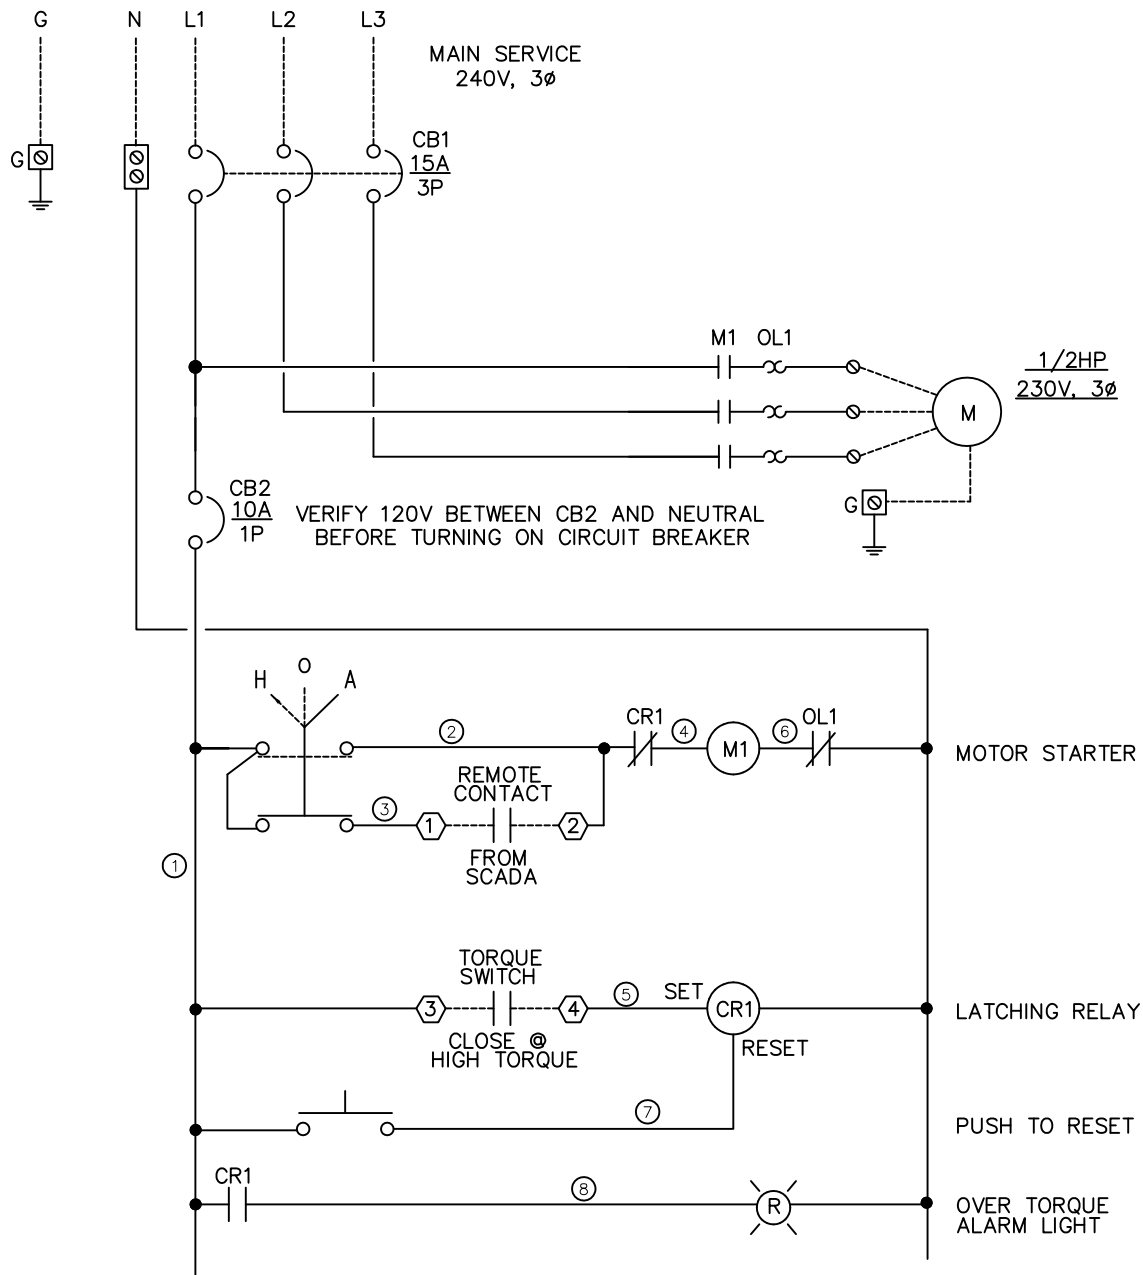 G N L1 L2 L3
MAIN SERVICE
240V, 3ø
G
CB1
15A
3P
M1 OL1
1/2HP
230V, 3ø
M
CB2
10A
1P
VERIFY 120V BETWEEN CB2 AND NEUTRAL
BEFORE TURNING ON CIRCUIT BREAKER
G
H O A
2
CR1
4
M1
6
OL1
MOTOR STARTER
3
1
REMOTE
CONTACT
2
FROM
SCADA
1
TORQUE
SWITCH
3
4
5
SET
CR1
LATCHING RELAY
CLOSE @
HIGH TORQUE
RESET
7
PUSH TO RESET
CR1
8
R
OVER TORQUE
ALARM LIGHT